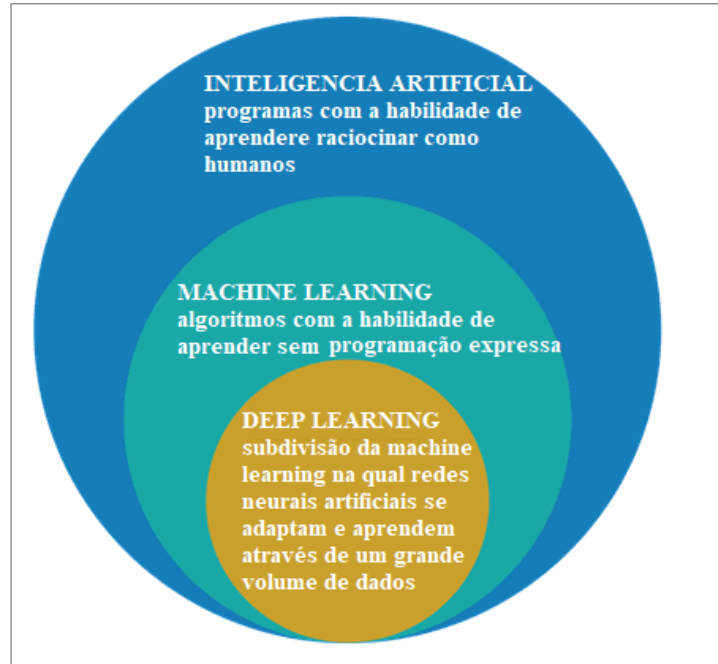 INTELIGENCIA ARTIFICIAL
programas com a habilidade de
aprendere raciocinar como
humanos
MACHINE LEARNING
algoritmos com a habilidade de
aprender sem programação expressa
DEEP LEARNING
subdivisão da machine
learning na qual redes
neurais artificiais se
adaptam e aprendem
através de um grande
volume de dados